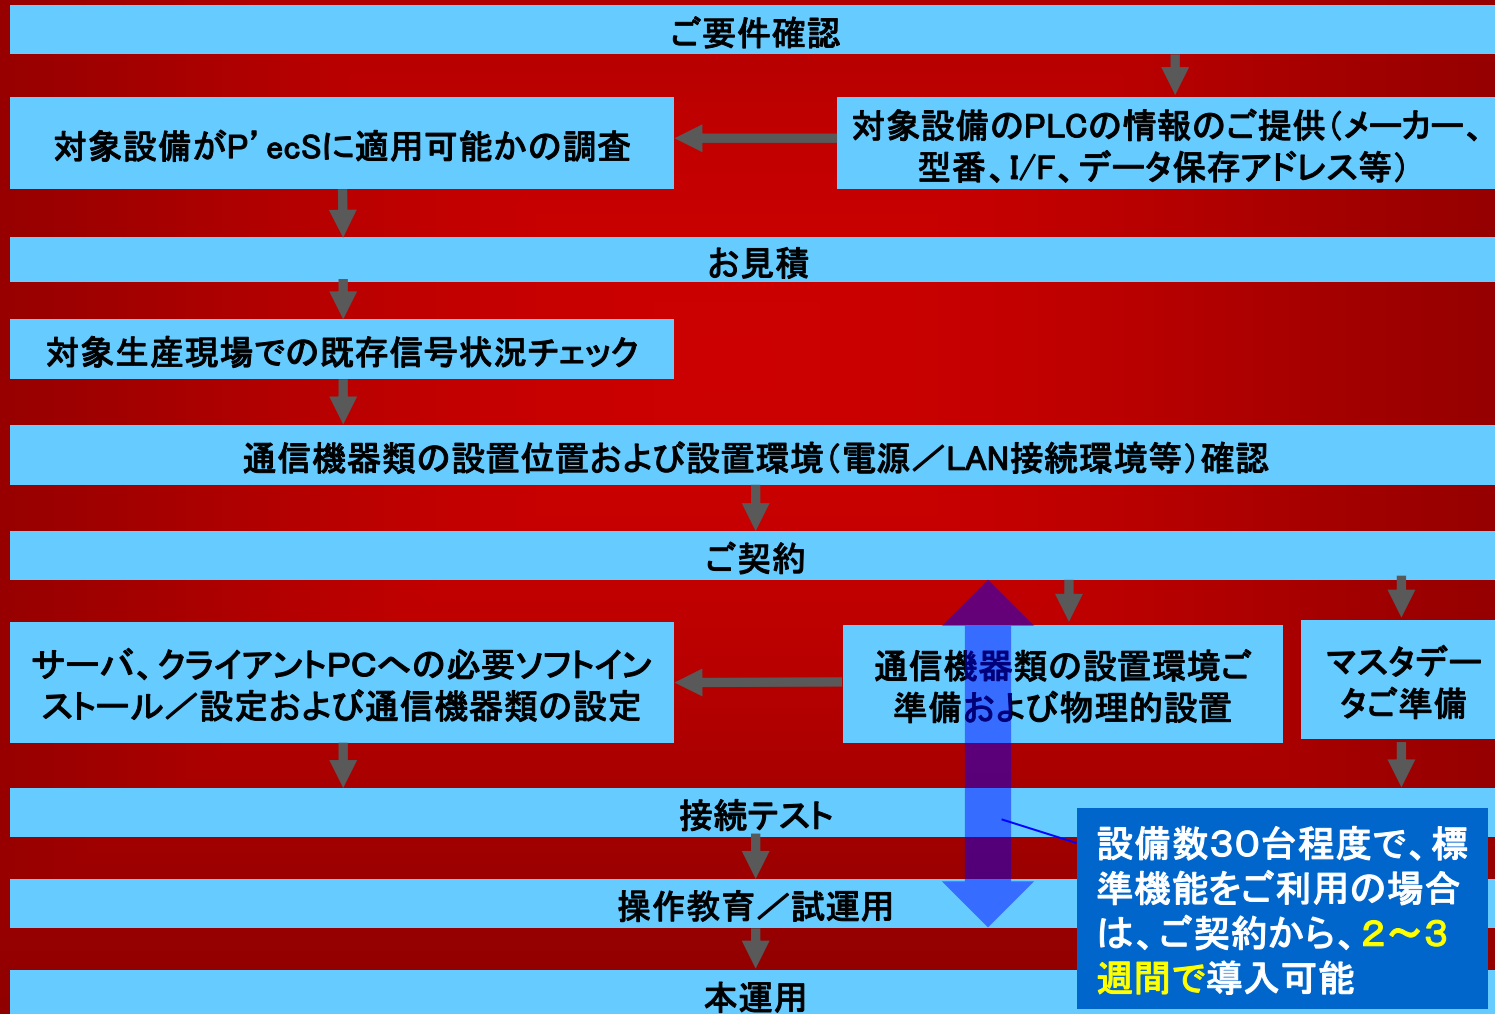 ご要件確認
対象設備がP’ecSに適用可能かの調査
対象設備のPLCの情報のご提供（メーカー、
型番、I/F、データ保存アドレス等）
お見積
対象生産現場での既存信号状況チェック
通信機器類の設置位置および設置環境（電源／LAN接続環境等）確認
ご契約
サーバ、クライアントPCへの必要ソフトイン
ストール／設定および通信機器類の設定
通信機器類の設置環境ご
準備および物理的設置
マスタデー
タご準備
接続テスト
操作教育／試運用
本運用
設備数３０台程度で、標
準機能をご利用の場合
は、ご契約から、２～３
週間で導入可能